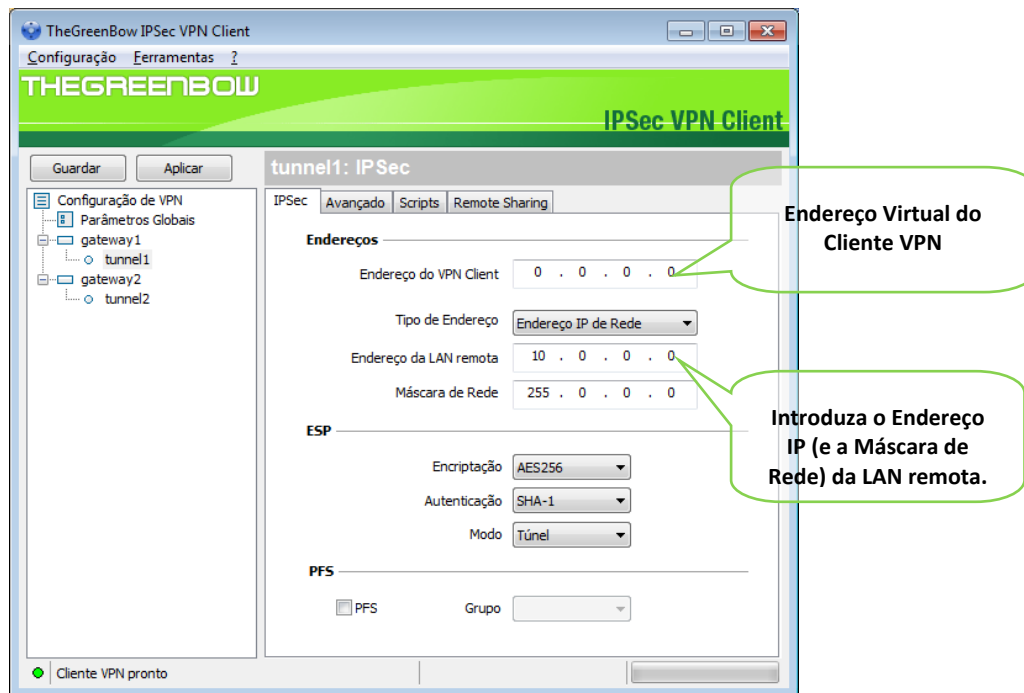 TheGreenBow IPSec VPN Client
Configuração Ferramentas ?
THEGREENBOW
IPSec VPN Client
Guardar Aplicar
tunnel1: IPSec
Configuração de VPN
Parâmetros Globais
gateway1
tunnel1
gateway2
tunnel2
IPSec Avançado Scripts Remote Sharing
Endereços
Endereço do VPN Client 0 . 0 . 0 . 0
Tipo de Endereço Endereço IP de Rede
Endereço da LAN remota 10 . 0 . 0 . 0
Máscara de Rede 255 . 0 . 0 . 0
ESP
Encriptação AES256
Autenticação SHA-1
Modo Túnel
PFS
PFS Grupo
Cliente VPN pronto
Endereço Virtual do
Cliente VPN
Introduza o Endereço
IP (e a Máscara de
Rede) da LAN remota.